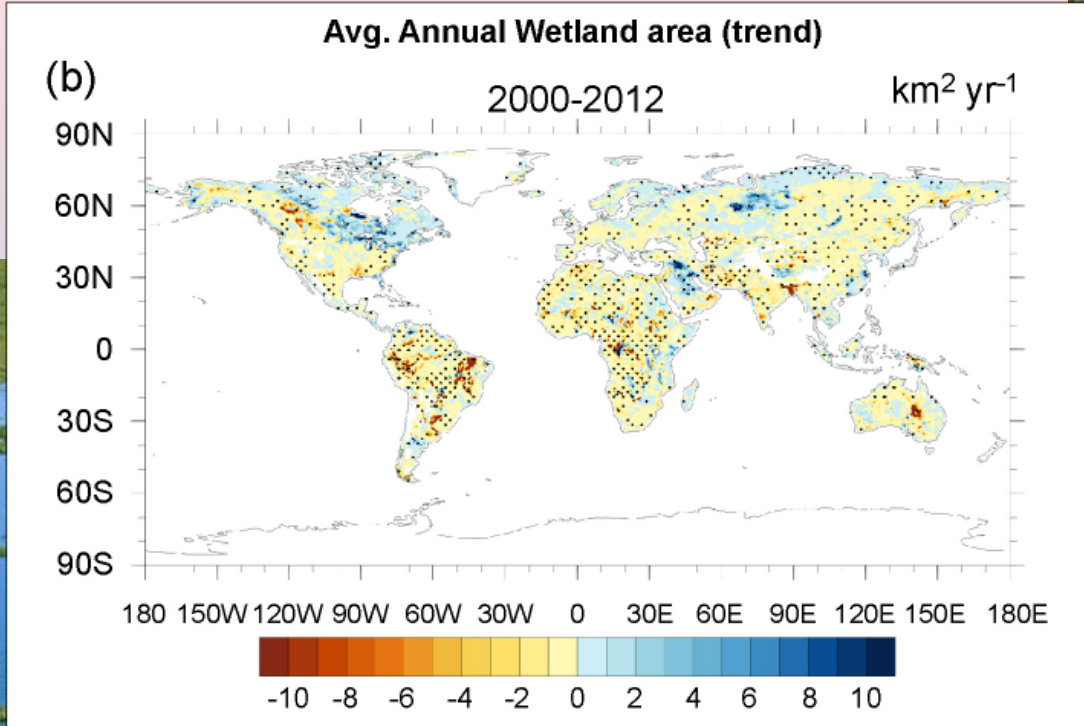 Avg. Annual Wetland area (trend)
(b)
2000-2012
km² yr⁻¹
90N
60N
30N
0
30S
60S
90S
180 150W 120W 90W 60W 30W 0 30E 60E 90E 120E 150E 180E
-10 -8 -6 -4 -2 0 2 4 6 8 10